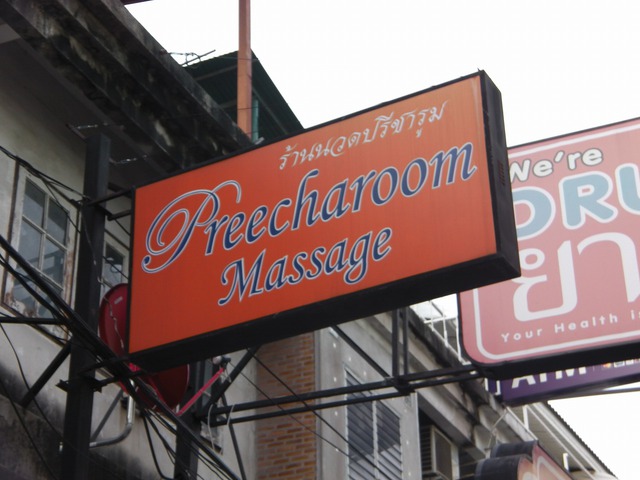 ร้านนวดปรีชารูม
Preecharoom
Massage
We're
ยา
Your Health